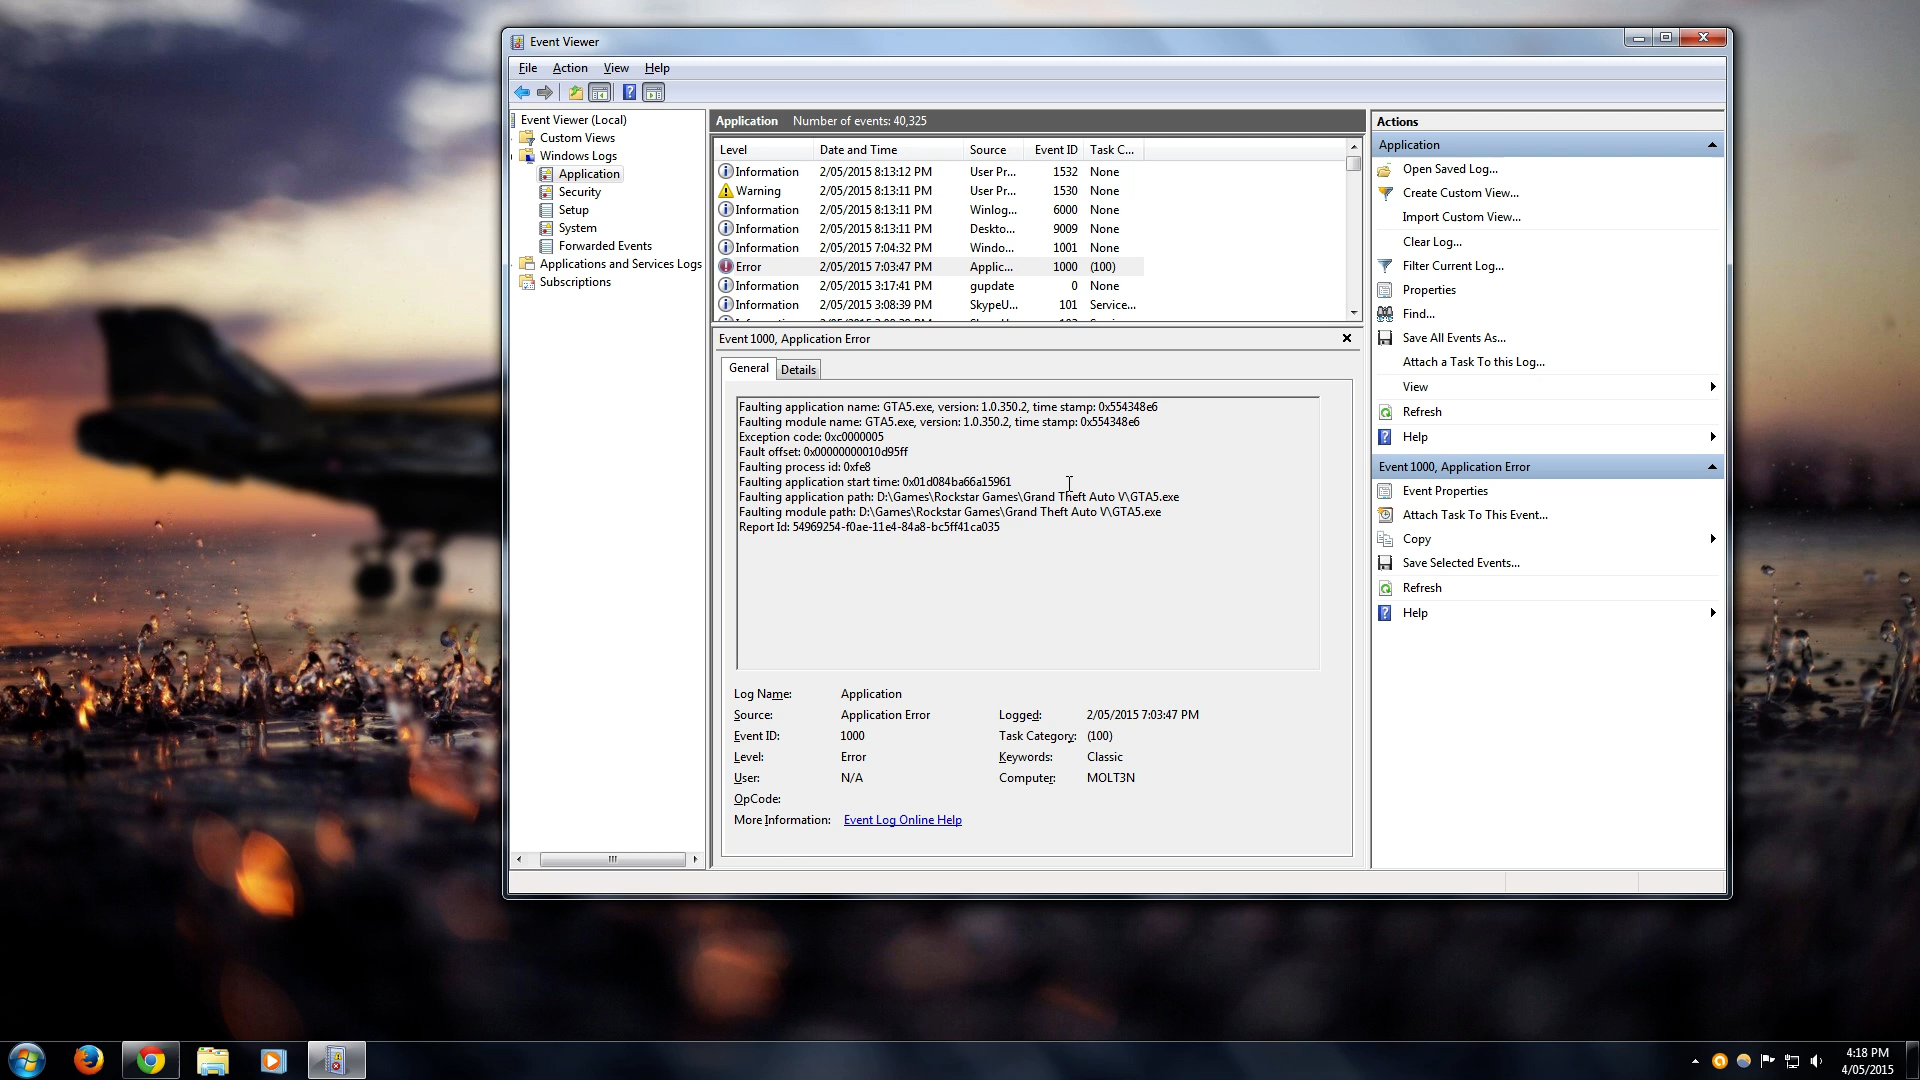 Event Viewer
File Action View Help
Event Viewer (Local)
Custom Views
Windows Logs
Application
Security
Setup
System
Forwarded Events
Applications and Services Logs
Subscriptions
Application Number of events: 40,325
Level Date and Time Source Event ID Task C...
Information 2/05/2015 8:13:12 PM User Pr... 1532 None
Warning 2/05/2015 8:13:11 PM User Pr... 1530 None
Information 2/05/2015 8:13:11 PM Winlog... 6000 None
Information 2/05/2015 8:13:11 PM Deskto... 9009 None
Information 2/05/2015 7:04:32 PM Windo... 1001 None
Error 2/05/2015 7:03:47 PM Applic... 1000 (100)
Information 2/05/2015 3:17:41 PM gupdate 0 None
Information 2/05/2015 3:08:39 PM SkypeU... 101 Service...
Event 1000, Application Error
General Details
Faulting application name: GTA5.exe, version: 1.0.350.2, time stamp: 0x554348e6
Faulting module name: GTA5.exe, version: 1.0.350.2, time stamp: 0x554348e6
Exception code: 0xc0000005
Fault offset: 0x00000000010d95ff
Faulting process id: 0xfe8
Faulting application start time: 0x01d084ba66a15961
Faulting application path: D:\Games\Rockstar Games\Grand Theft Auto V\GTA5.exe
Faulting module path: D:\Games\Rockstar Games\Grand Theft Auto V\GTA5.exe
Report Id: 54969254-f0ae-11e4-84a8-bc5ff41ca035
Log Name: Application
Source: Application Error Logged: 2/05/2015 7:03:47 PM
Event ID: 1000 Task Category: (100)
Level: Error Keywords: Classic
User: N/A Computer: MOLT3N
OpCode:
More Information: Event Log Online Help
Actions
Application
Open Saved Log...
Create Custom View...
Import Custom View...
Clear Log...
Filter Current Log...
Properties
Find...
Save All Events As...
Attach a Task To this Log...
View
Refresh
Help
Event 1000, Application Error
Event Properties
Attach Task To This Event...
Copy
Save Selected Events...
Refresh
Help
4:18 PM
4/05/2015